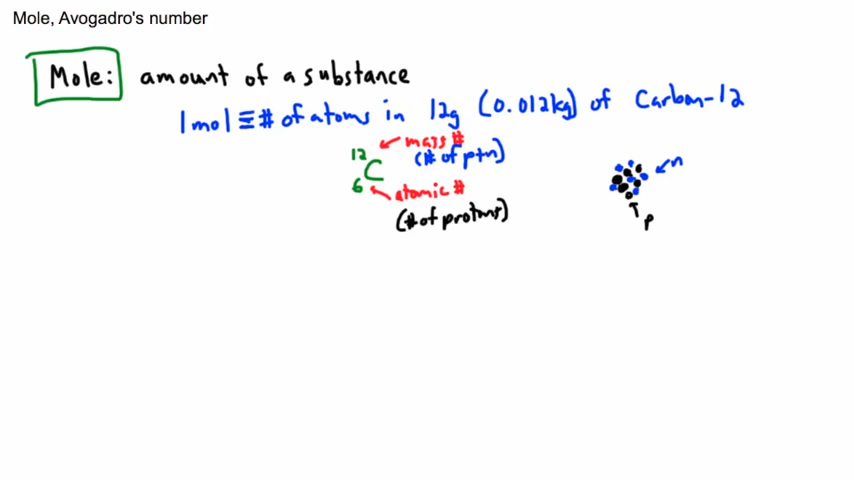 Mole, Avogadro's number
Mole: amount of a substance
1 mol ≡ # of atoms in 12g (0.012kg) of Carbon-12
mass #
12 C (# of p+n)
6 atomic #
(# of protons)
n
p